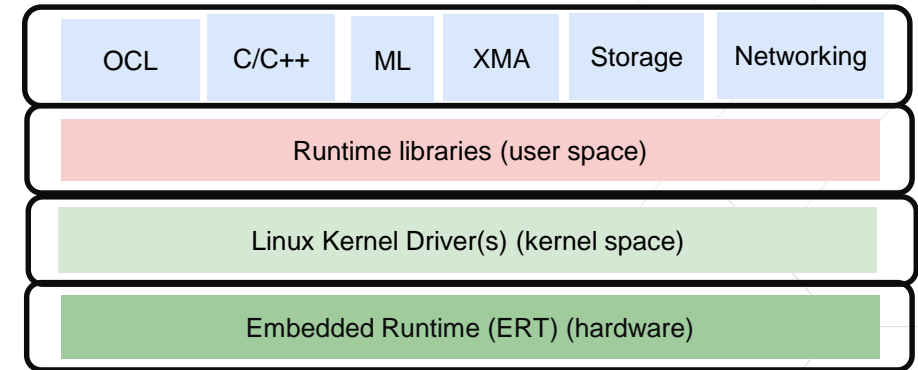 OCL C/C++ ML XMA Storage Networking
Runtime libraries (user space)
Linux Kernel Driver(s) (kernel space)
Embedded Runtime (ERT) (hardware)